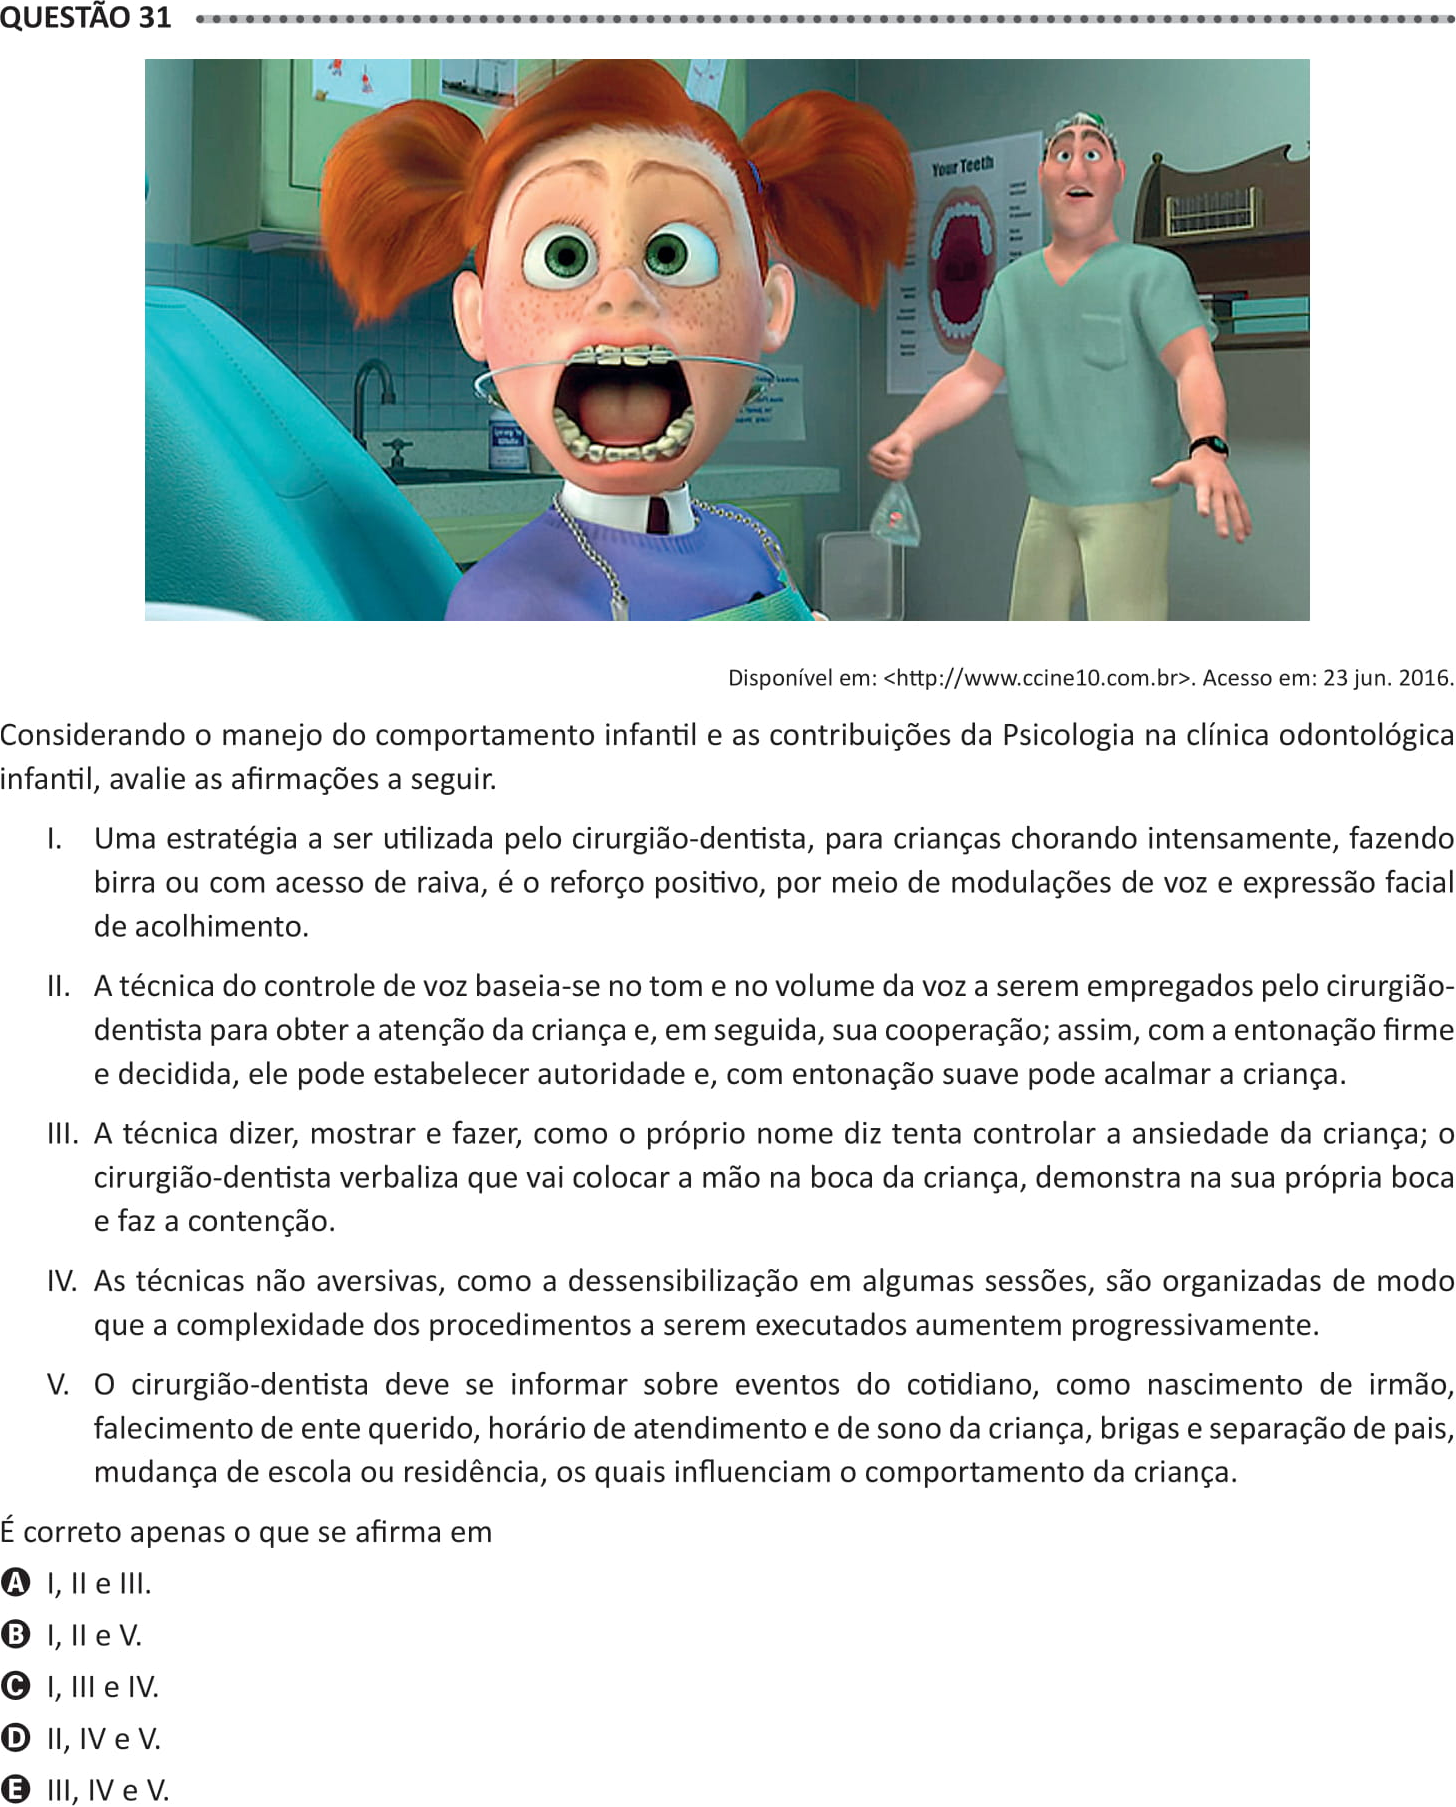 QUESTÃO 31
Your Teeth
Disponível em: <http://www.ccine10.com.br>. Acesso em: 23 jun. 2016.
Considerando o manejo do comportamento infantil e as contribuições da Psicologia na clínica odontológica
infantil, avalie as afirmações a seguir.
I. Uma estratégia a ser utilizada pelo cirurgião-dentista, para crianças chorando intensamente, fazendo
birra ou com acesso de raiva, é o reforço positivo, por meio de modulações de voz e expressão facial
de acolhimento.
II. A técnica do controle de voz baseia-se no tom e no volume da voz a serem empregados pelo cirurgião-
dentista para obter a atenção da criança e, em seguida, sua cooperação; assim, com a entonação firme
e decidida, ele pode estabelecer autoridade e, com entonação suave pode acalmar a criança.
III. A técnica dizer, mostrar e fazer, como o próprio nome diz tenta controlar a ansiedade da criança; o
cirurgião-dentista verbaliza que vai colocar a mão na boca da criança, demonstra na sua própria boca
e faz a contenção.
IV. As técnicas não aversivas, como a dessensibilização em algumas sessões, são organizadas de modo
que a complexidade dos procedimentos a serem executados aumentem progressivamente.
V. O cirurgião-dentista deve se informar sobre eventos do cotidiano, como nascimento de irmão,
falecimento de ente querido, horário de atendimento e de sono da criança, brigas e separação de pais,
mudança de escola ou residência, os quais influenciam o comportamento da criança.
É correto apenas o que se afirma em
A I, II e III.
B I, II e V.
C I, III e IV.
D II, IV e V.
E III, IV e V.